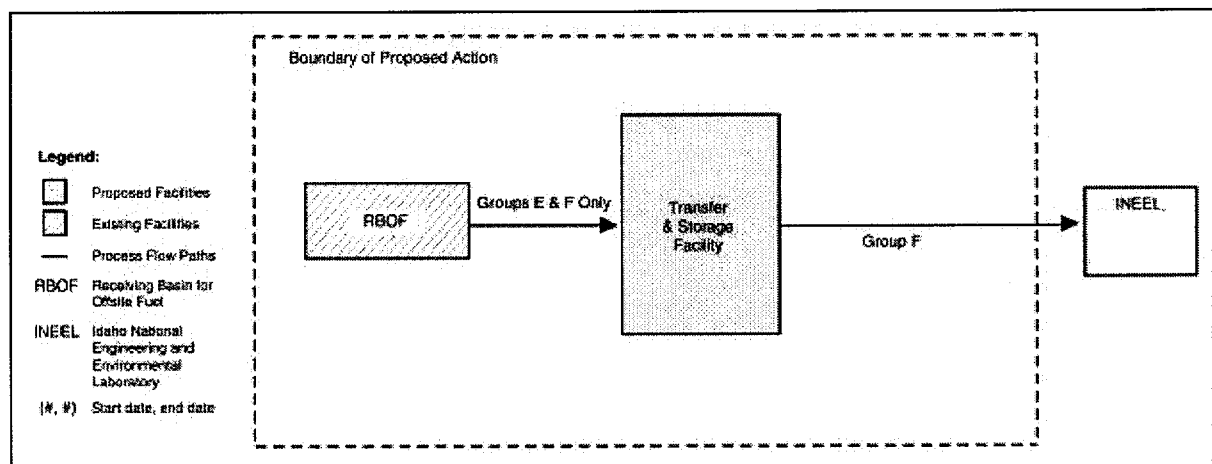 Boundary of Proposed Action
Legend:
Proposed Facilities
Existing Facilities
Process Flow Paths
RBOF Receiving Basin for
Offsite Fuel
INEEL Idaho National
Engineering and
Environmental
Laboratory
(#, #) Start date, end date
RBOF
Groups E & F Only
Transfer
& Storage
Facility
Group F
INEEL